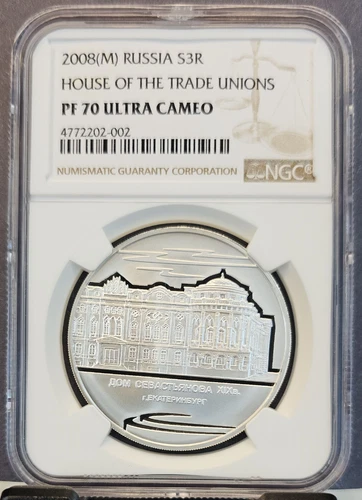 2008(M) RUSSIA S3R
HOUSE OF THE TRADE UNIONS
PF 70 ULTRA CAMEO
4772202-002
NGC®
NUMISMATIC GUARANTY CORPORATION
ДОМ СЕВАСТЬЯНОВА XIXв.
г.ЕКАТЕРИНБУРГ